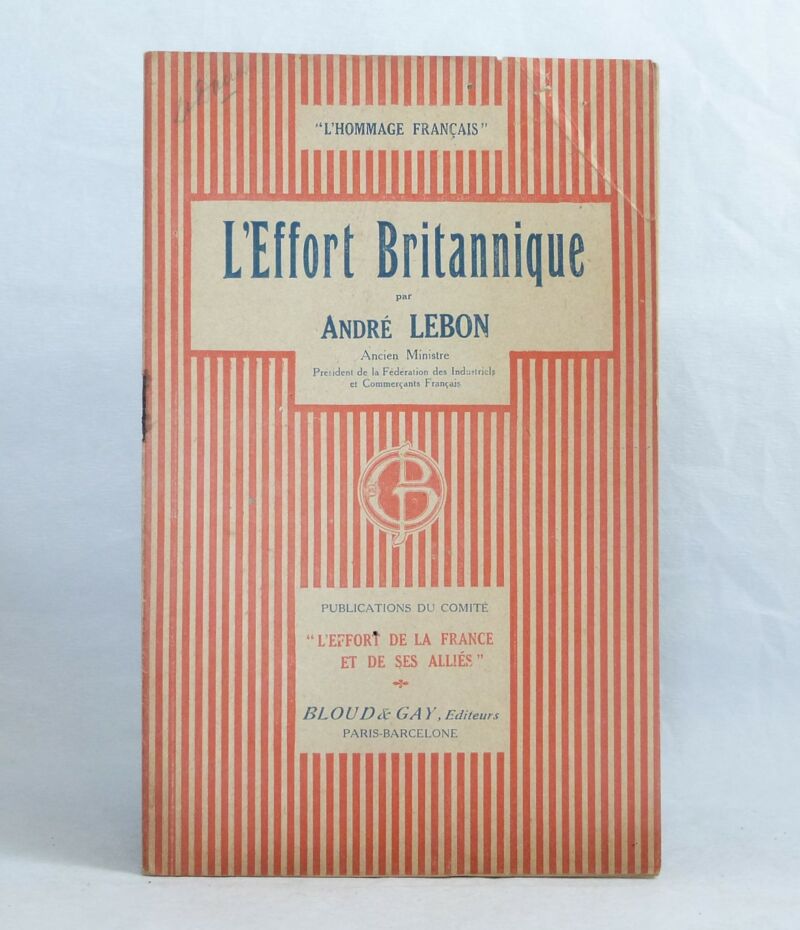 "L'HOMMAGE FRANÇAIS"
L'Effort Britannique
par
ANDRÉ LEBON
Ancien Ministre
President de la Fédération des Industriels
et Commerçants Français
PUBLICATIONS DU COMITÉ
"L'EFFORT DE LA FRANCE
ET DE SES ALLIÉS"
BLOUD & GAY, Editeurs
PARIS-BARCELONE